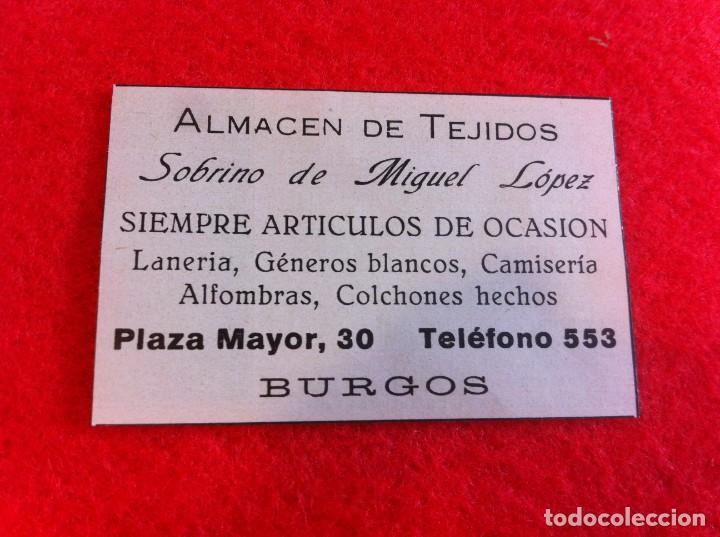 ALMACEN DE TEJIDOS
Sobrino de Miguel López
SIEMPRE ARTICULOS DE OCASION
Laneria, Géneros blancos, Camisería
Alfombras, Colchones hechos
Plaza Mayor, 30 Teléfono 553
BURGOS
todocoleccion